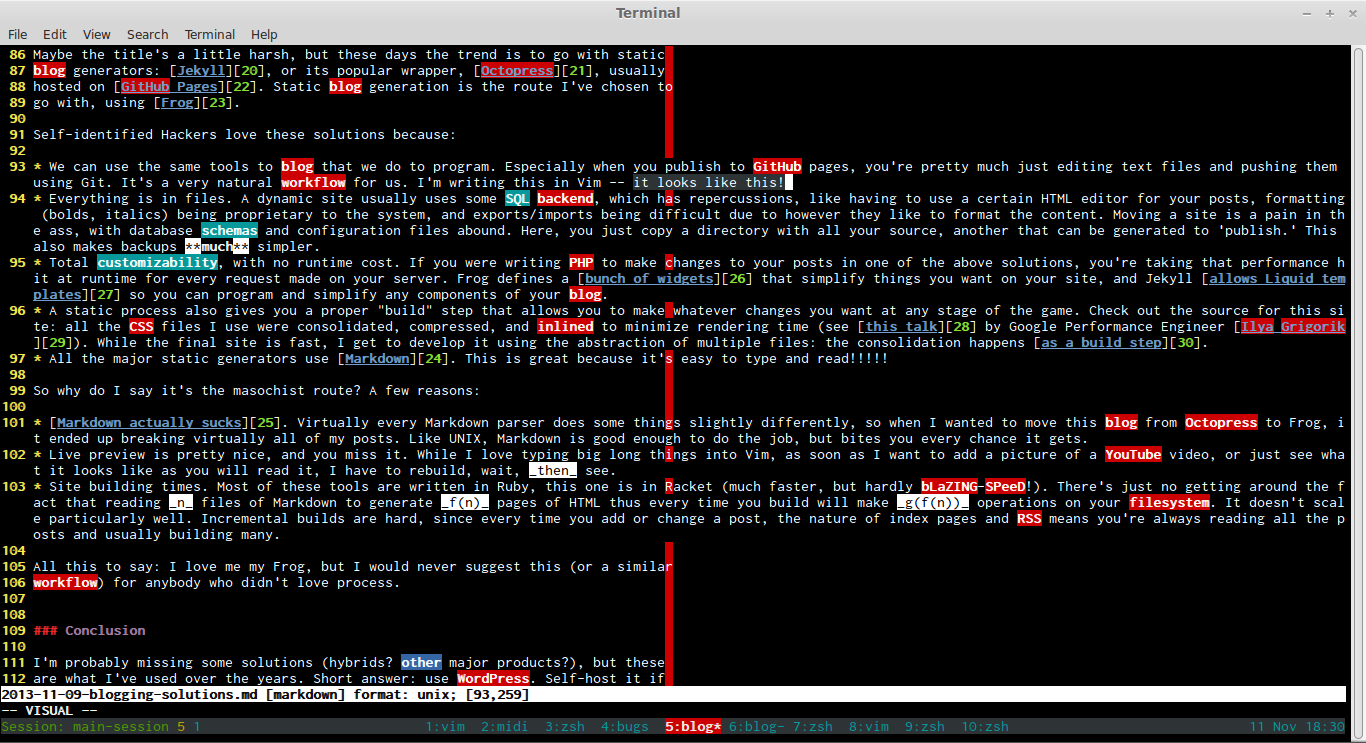 Terminal
File Edit View Search Terminal Help
86 Maybe the title's a little harsh, but these days the trend is to go with static
87 blog generators: [Jekyll][20], or its popular wrapper, [Octopress][21], usually
88 hosted on [GitHub Pages][22]. Static blog generation is the route I've chosen to
89 go with, using [Frog][23].
90
91 Self-identified Hackers love these solutions because:
92
93 * We can use the same tools to blog that we do to program. Especially when you publish to GitHub pages, you're pretty much just editing text files and pushing them
using Git. It's a very natural workflow for us. I'm writing this in Vim -- it looks like this!
94 * Everything is in files. A dynamic site usually uses some SQL backend, which has repercussions, like having to use a certain HTML editor for your posts, formatting
(bolds, italics) being proprietary to the system, and exports/imports being difficult due to however they like to format the content. Moving a site is a pain in th
e ass, with database schemas and configuration files abound. Here, you just copy a directory with all your source, another that can be generated to 'publish.' This
also makes backups **much** simpler.
95 * Total customizability, with no runtime cost. If you were writing PHP to make changes to your posts in one of the above solutions, you're taking that performance h
it at runtime for every request made on your server. Frog defines a [bunch of widgets][26] that simplify things you want on your site, and Jekyll [allows Liquid tem
plates][27] so you can program and simplify any components of your blog.
96 * A static process also gives you a proper "build" step that allows you to make whatever changes you want at any stage of the game. Check out the source for this si
te: all the CSS files I use were consolidated, compressed, and inlined to minimize rendering time (see [this talk][28] by Google Performance Engineer [Ilya Grigorik
][29]). While the final site is fast, I get to develop it using the abstraction of multiple files: the consolidation happens [as a build step][30].
97 * All the major static generators use [Markdown][24]. This is great because it's easy to type and read!!!!!
98
99 So why do I say it's the masochist route? A few reasons:
100
101 * [Markdown actually sucks][25]. Virtually every Markdown parser does some things slightly differently, so when I wanted to move this blog from Octopress to Frog, i
t ended up breaking virtually all of my posts. Like UNIX, Markdown is good enough to do the job, but bites you every chance it gets.
102 * Live preview is pretty nice, and you miss it. While I love typing big long things into Vim, as soon as I want to add a picture of a YouTube video, or just see wha
t it looks like as you will read it, I have to rebuild, wait, _then_ see.
103 * Site building times. Most of these tools are written in Ruby, this one is in Racket (much faster, but hardly bLaZING-SPeeD!). There's just no getting around the f
act that reading _n_ files of Markdown to generate _f(n)_ pages of HTML thus every time you build will make _g(f(n))_ operations on your filesystem. It doesn't scal
e particularly well. Incremental builds are hard, since every time you add or change a post, the nature of index pages and RSS means you're always reading all the p
osts and usually building many.
104
105 All this to say: I love me my Frog, but I would never suggest this (or a similar
106 workflow) for anybody who didn't love process.
107
108
109 ### Conclusion
110
111 I'm probably missing some solutions (hybrids? other major products?), but these
112 are what I've used over the years. Short answer: use WordPress. Self-host it if
2013-11-09-blogging-solutions.md [markdown] format: unix; [93,259]
-- VISUAL --
Session: main-session 5 1 1:vim 2:midi 3:zsh 4:bugs 5:blog* 6:blog- 7:zsh 8:vim 9:zsh 10:zsh 11 Nov 18:30